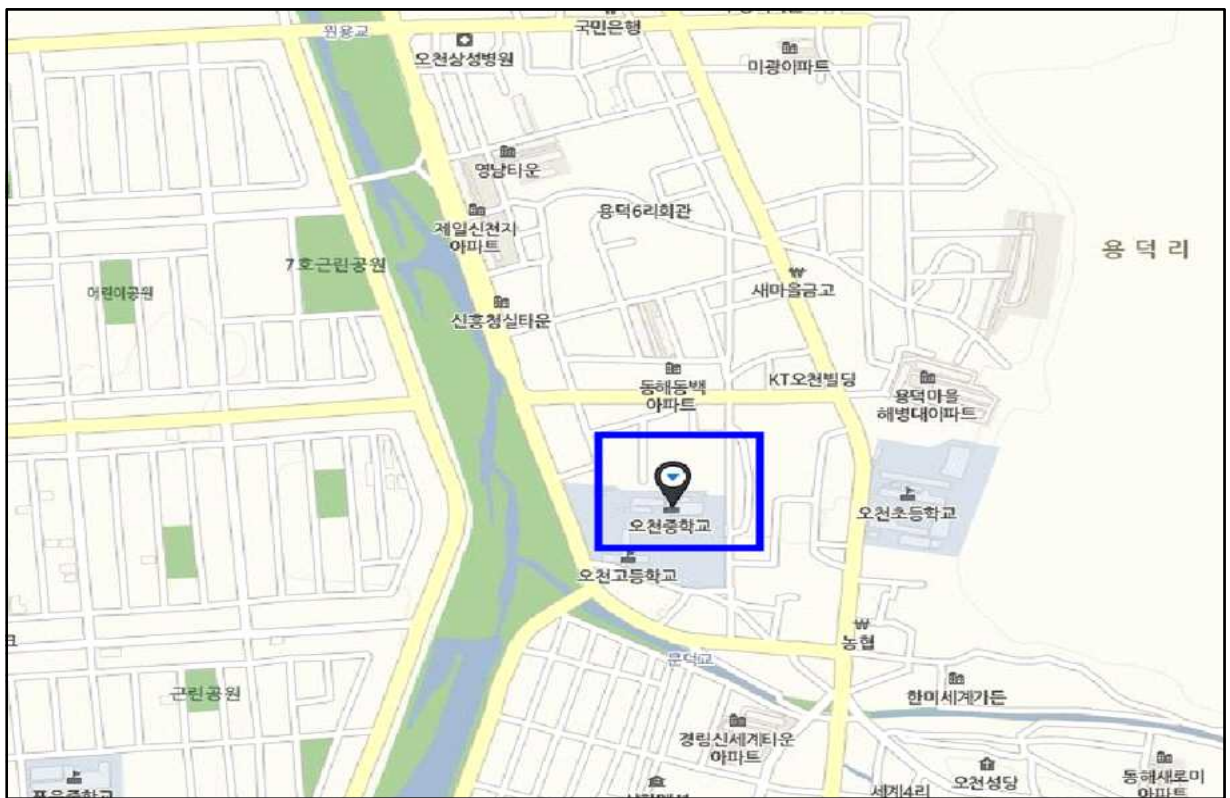 원용교
국민은행
오천삼성병원
미광아파트
영남타운
용덕6리회관
제일신천지
아파트
용덕리
7호근린공원
새마을금고
어린이공원
신흥청실타운
동해동백
아파트
KT오천빌딩
용덕마을
해병대아파트
오천중학교
오천초등학교
오천고등학교
농협
문덕교
근린공원
한미세계가든
경림신세계타운
아파트
오천성당
동해새로미
아파트
세계4리